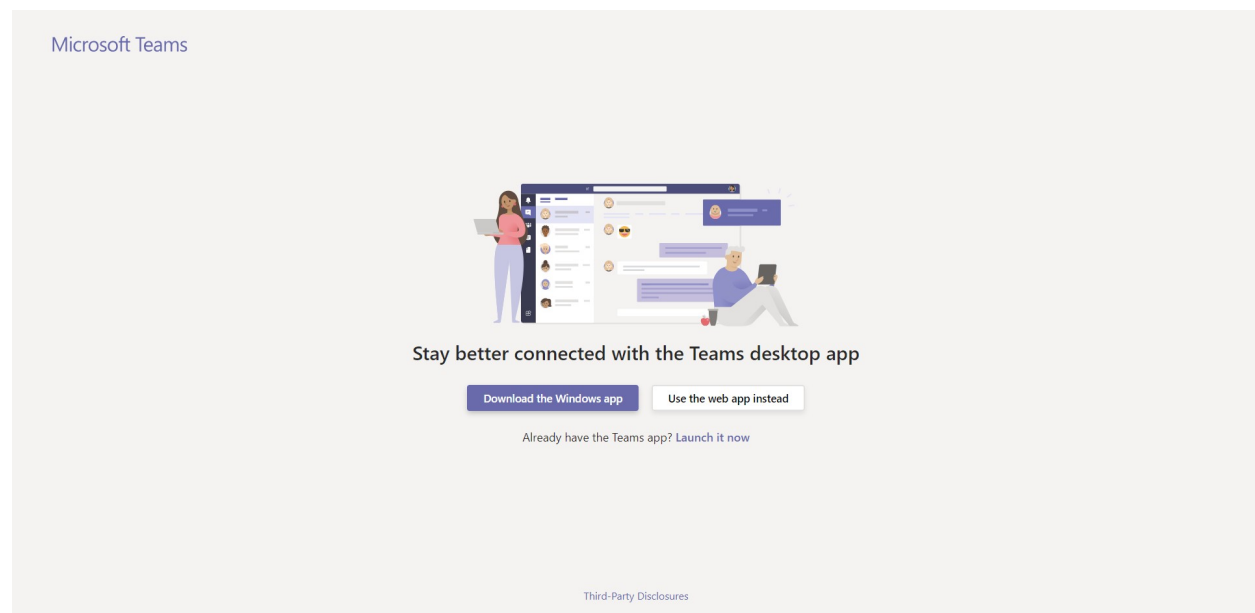 Microsoft Teams
Stay better connected with the Teams desktop app
Download the Windows app
Use the web app instead
Already have the Teams app? Launch it now
Third-Party Disclosures